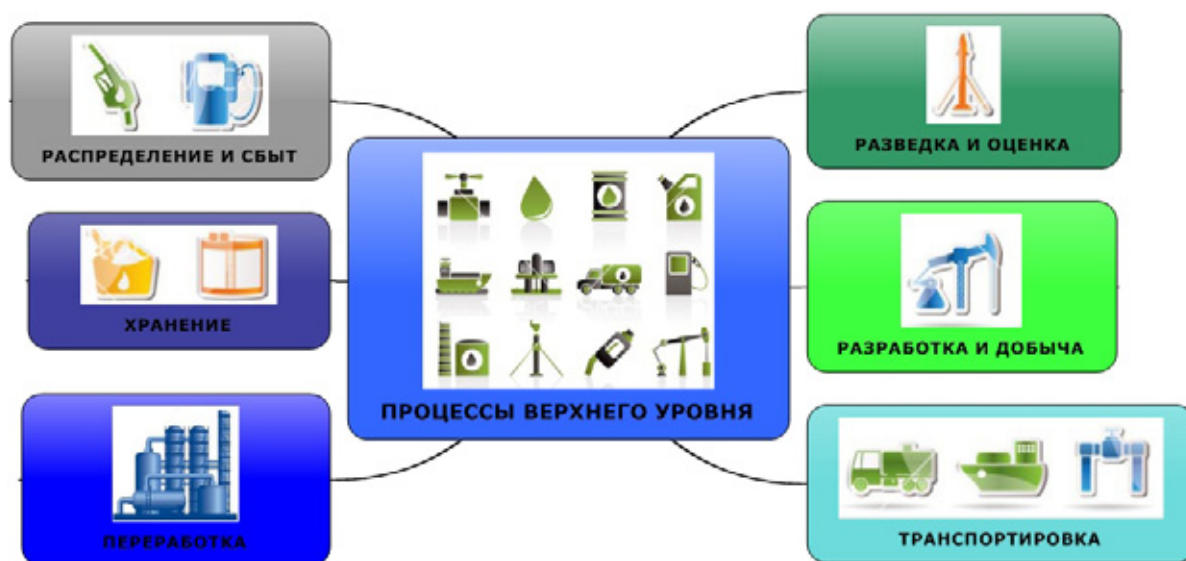 РАСПРЕДЕЛЕНИЕ И СБЫТ
РАЗВЕДКА И ОЦЕНКА
ХРАНЕНИЕ
РАЗРАБОТКА И ДОБЫЧА
ПРОЦЕССЫ ВЕРХНЕГО УРОВНЯ
ПЕРЕРАБОТКА
ТРАНСПОРТИРОВКА